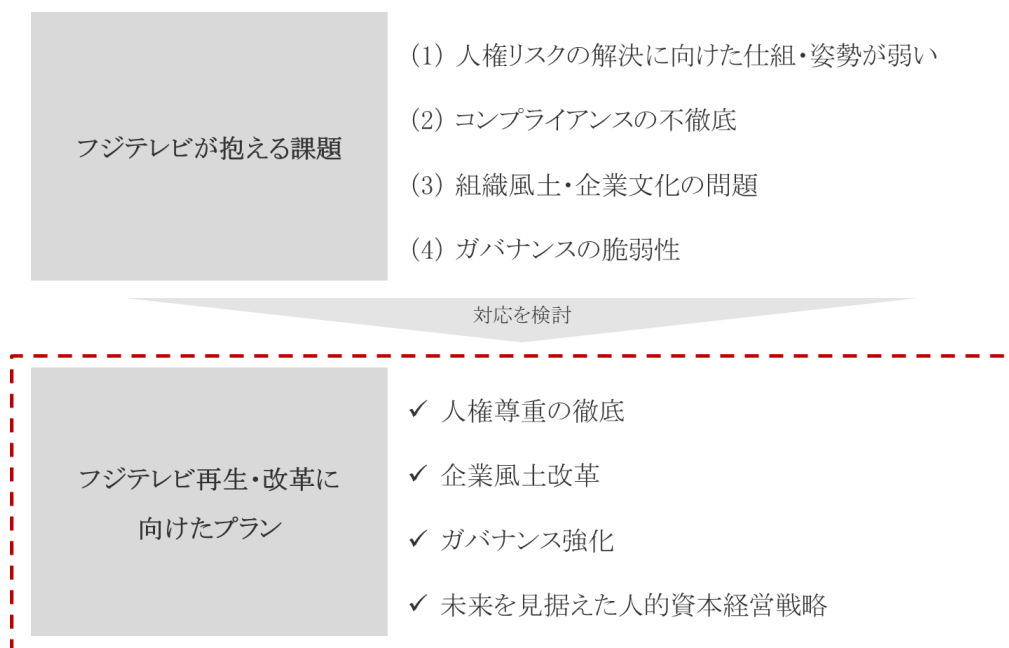 フジテレビが抱える課題
(1) 人権リスクの解決に向けた仕組・姿勢が弱い
(2) コンプライアンスの不徹底
(3) 組織風土・企業文化の問題
(4) ガバナンスの脆弱性
対応を検討
フジテレビ再生・改革に
向けたプラン
✓ 人権尊重の徹底
✓ 企業風土改革
✓ ガバナンス強化
✓ 未来を見据えた人的資本経営戦略